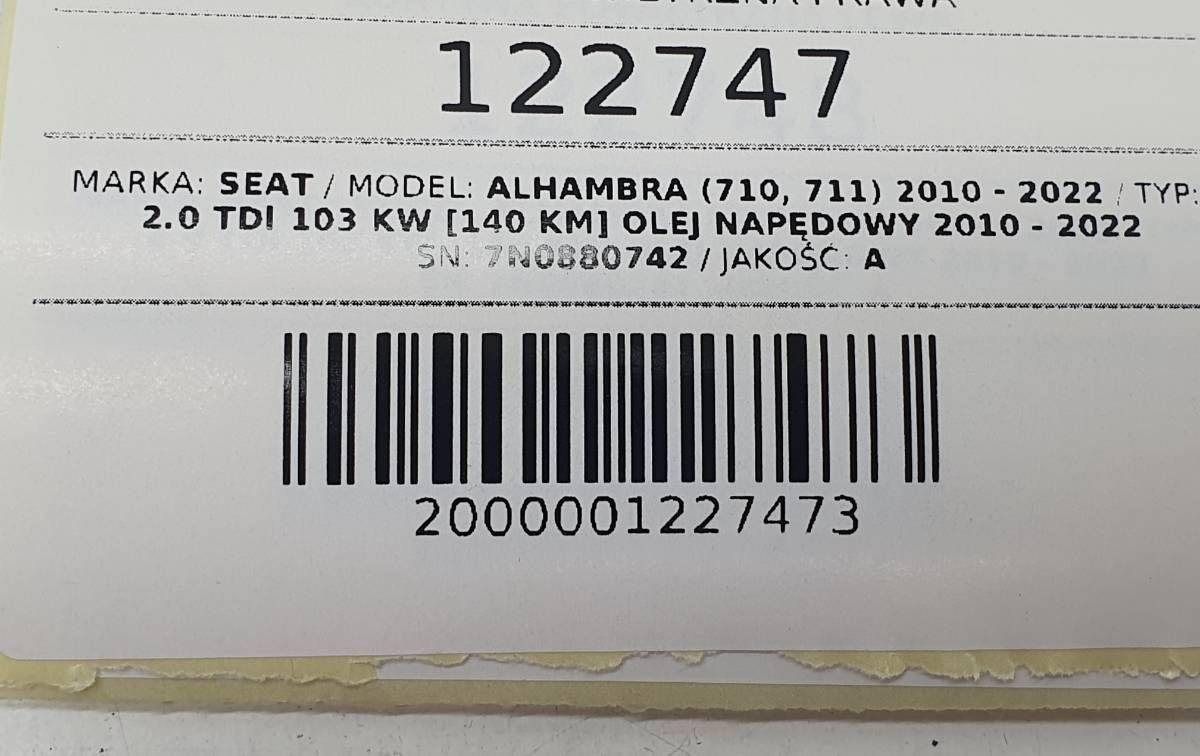 122747
MARKA: SEAT / MODEL: ALHAMBRA (710, 711) 2010 - 2022 / TYP:
2.0 TDI 103 KW [140 KM] OLEJ NAPĘDOWY 2010 - 2022
SN: 7N0880742 / JAKOŚĆ: A
2000001227473